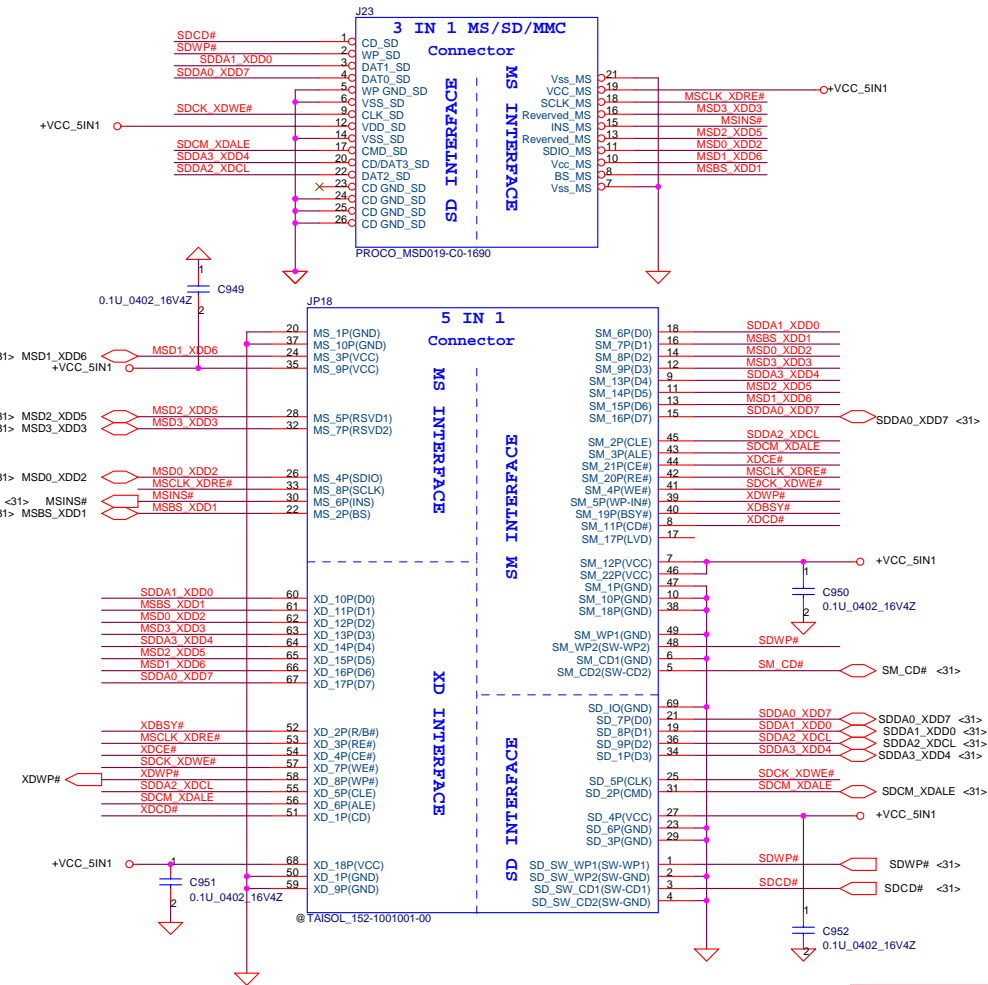 J23
3 IN 1 MS/SD/MMC
Connector
SD INTERFACE
MS INTERFACE
SDCD# 1 CD_SD
SDWP# 2 WP_SD
SDDA1_XDD0 3 DAT1_SD
SDDA0_XDD7 4 DAT0_SD
5 WP GND_SD
6 VSS_SD
SDCK_XDWE# 9 CLK_SD
+VCC_5IN1 12 VDD_SD
14 VSS_SD
SDCM_XDALE 17 CMD_SD
SDDA3_XDD4 20 CD/DAT3_SD
SDDA2_XDCL 22 DAT2_SD
23 CD GND_SD
24 CD GND_SD
25 CD GND_SD
26 CD GND_SD
Vss_MS 21
VCC_MS 19 +VCC_5IN1
SCLK_MS 18 MSCLK_XDRE#
Reverved_MS 16 MSD3_XDD3
INS_MS 15 MSINS#
Reverved_MS 13 MSD2_XDD5
SDIO_MS 11 MSD0_XDD2
Vcc_MS 10 MSD1_XDD6
BS_MS 8 MSBS_XDD1
Vss_MS 7
PROCO_MSD019-C0-1690
1
C949
0.1U_0402_16V4Z
2
JP18
5 IN 1
Connector
MS INTERFACE
SM INTERFACE
XD INTERFACE
SD INTERFACE
20 MS_1P(GND)
37 MS_10P(GND)
31> MSD1_XDD6 MSD1_XDD6 24 MS_3P(VCC)
+VCC_5IN1 35 MS_9P(VCC)
31> MSD2_XDD5 MSD2_XDD5 28 MS_5P(RSVD1)
31> MSD3_XDD3 MSD3_XDD3 32 MS_7P(RSVD2)
31> MSD0_XDD2 MSD0_XDD2 26 MS_4P(SDIO)
MSCLK_XDRE# 33 MS_8P(SCLK)
<31> MSINS# MSINS# 30 MS_6P(INS)
31> MSBS_XDD1 MSBS_XDD1 22 MS_2P(BS)
SDDA1_XDD0 60 XD_10P(D0)
MSBS_XDD1 61 XD_11P(D1)
MSD0_XDD2 62 XD_12P(D2)
MSD3_XDD3 63 XD_13P(D3)
SDDA3_XDD4 64 XD_14P(D4)
MSD2_XDD5 65 XD_15P(D5)
MSD1_XDD6 66 XD_16P(D6)
SDDA0_XDD7 67 XD_17P(D7)
XDBSY# 52 XD_2P(R/B#)
MSCLK_XDRE# 53 XD_3P(RE#)
XDCE# 54 XD_4P(CE#)
SDCK_XDWE# 57 XD_7P(WE#)
XDWP# XDWP# 58 XD_8P(WP#)
SDDA2_XDCL 55 XD_5P(CLE)
SDCM_XDALE 56 XD_6P(ALE)
XDCD# 51 XD_1P(CD)
+VCC_5IN1 68 XD_18P(VCC)
50 XD_1P(GND)
59 XD_9P(GND)
1
C951
0.1U_0402_16V4Z
2
SM_6P(D0) 18 SDDA1_XDD0
SM_7P(D1) 16 MSBS_XDD1
SM_8P(D2) 14 MSD0_XDD2
SM_9P(D3) 12 MSD3_XDD3
SM_13P(D4) 9 SDDA3_XDD4
SM_14P(D5) 11 MSD2_XDD5
SM_15P(D6) 13 MSD1_XDD6
SM_16P(D7) 15 SDDA0_XDD7 SDDA0_XDD7 <31>
SM_2P(CLE) 45 SDDA2_XDCL
SM_3P(ALE) 43 SDCM_XDALE
SM_21P(CE#) 44 XDCE#
SM_20P(RE#) 42 MSCLK_XDRE#
SM_4P(WE#) 41 SDCK_XDWE#
SM_5P(WP-IN#) 39 XDWP#
SM_19P(BSY#) 40 XDBSY#
SM_11P(CD#) 8 XDCD#
SM_17P(LVD) 17
SM_12P(VCC) 7 +VCC_5IN1
SM_22P(VCC) 46
SM_1P(GND) 47
SM_10P(GND) 10
SM_18P(GND) 38
1
C950
0.1U_0402_16V4Z
2
SM_WP1(GND) 49
SM_WP2(SW-WP2) 48 SDWP#
SM_CD1(GND) 6
SM_CD2(SW-CD2) 5 SM_CD# SM_CD# <31>
SD_IO(GND) 69
SD_7P(D0) 21 SDDA0_XDD7 SDDA0_XDD7 <31>
SD_8P(D1) 19 SDDA1_XDD0 SDDA1_XDD0 <31>
SD_9P(D2) 36 SDDA2_XDCL SDDA2_XDCL <31>
SD_1P(D3) 34 SDDA3_XDD4 SDDA3_XDD4 <31>
SD_5P(CLK) 25 SDCK_XDWE#
SD_2P(CMD) 31 SDCM_XDALE SDCM_XDALE <31>
SD_4P(VCC) 27 +VCC_5IN1
SD_6P(GND) 23
SD_3P(GND) 29
SD_SW_WP1(SW-WP1) 1 SDWP# SDWP# <31>
SD_SW_WP2(SW-GND) 2
SD_SW_CD1(SW-CD1) 3 SDCD# SDCD# <31>
SD_SW_CD2(SW-GND) 4
1
C952
0.1U_0402_16V4Z
2
@ TAISOL_152-1001001-00